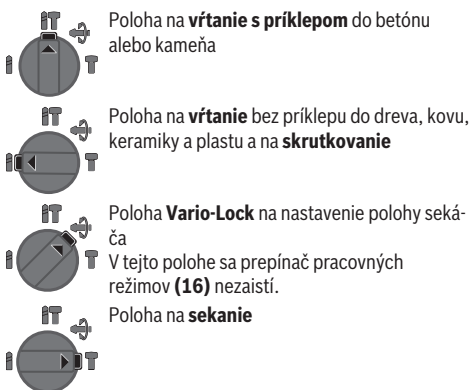 Poloha na vŕtanie s príklepom do betónu
alebo kameňa
Poloha na vŕtanie bez príklepu do dreva, kovu,
keramiky a plastu a na skrutkovanie
Poloha Vario-Lock na nastavenie polohy seká-
ča
V tejto polohe sa prepínač pracovných
režimov (16) nezaistí.
Poloha na sekanie